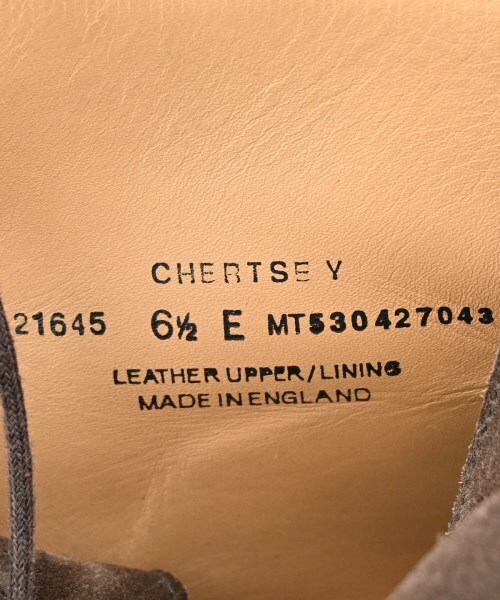 CHERTSEY
21645 6½ E MT530427043
LEATHER UPPER/LINING
MADE IN ENGLAND